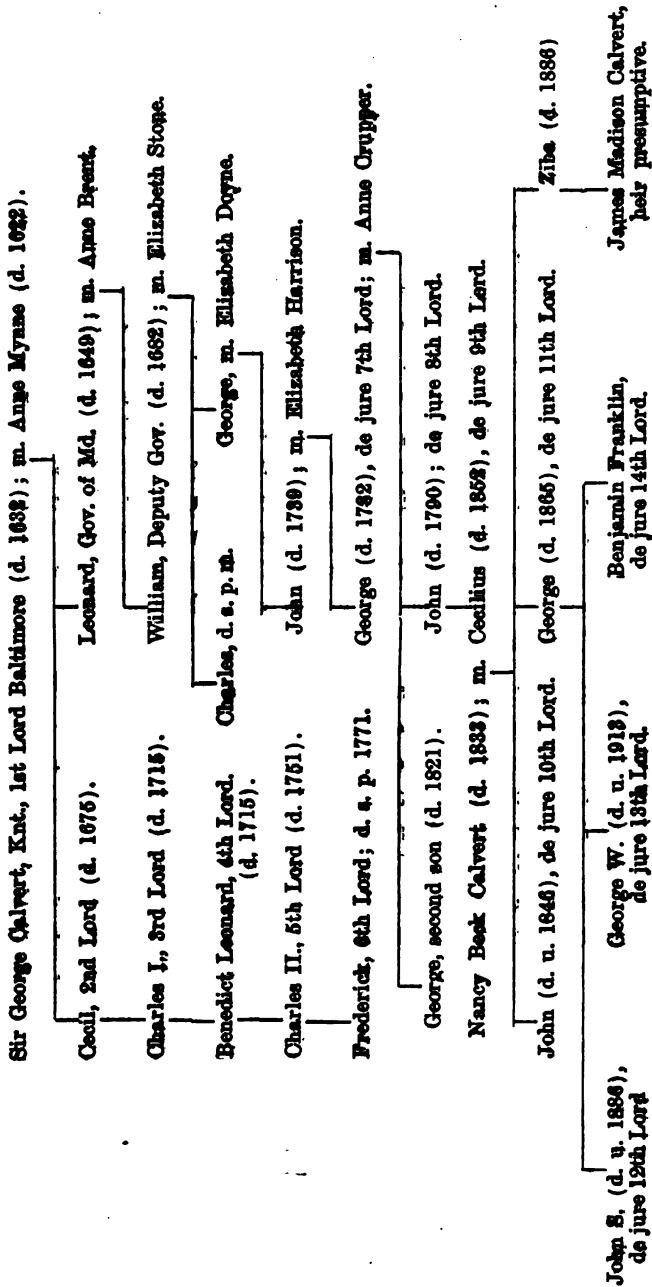 Sir George Calvert, Knt., 1st Lord Baltimore (d. 1632); m. Anne Mynne (d. 1622).
Cecil, 2nd Lord (d. 1675).
Leonard, Gov. of Md. (d. 1649); m. Anne Brent.
Charles I., 3rd Lord (d. 1715).
William, Deputy Gov. (d. 1682); m. Elizabeth Stone.
Benedict Leonard, 4th Lord.
(d. 1715).
Charles, d. s. p. m.
George, m. Elizabeth Doyne.
Charles II., 5th Lord (d. 1751).
John (d. 1739); m. Elizabeth Harrison.
Frederick, 6th Lord; d. s. p. 1771.
George (d. 1782), de jure 7th Lord; m. Anne Crupper.
George, second son (d. 1821).
John (d. 1790); de jure 8th Lord.
Nancy Beck Calvert (d. 1833); m. Cecilius (d. 1852), de jure 9th Lord.
John (d. u. 1646), de jure 10th Lord.
George (d. 1865), de jure 11th Lord.
Ziba (d. 1886)
John S. (d. u. 1886),
de jure 12th Lord
George W. (d. u. 1913),
de jure 13th Lord.
Benjamin Franklin,
de jure 14th Lord.
James Madison Calvert,
heir presumptive.